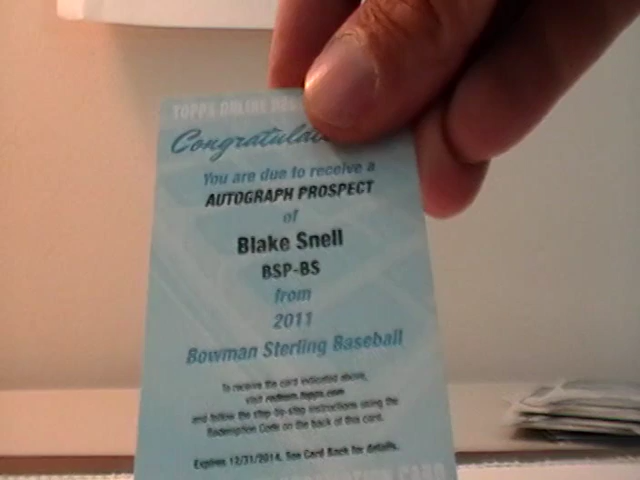 TOPPS ONLINE
Congratulat
You are due to receive a
AUTOGRAPH PROSPECT
of
Blake Snell
BSP-BS
from
2011
Bowman Sterling Baseball
To receive the card indicated above,
visit redeem.topps.com
and follow the step-by-step instructions using the
Redemption Code on the back of this card.
Expires 12/31/2014. See Card Back for details.
CARD